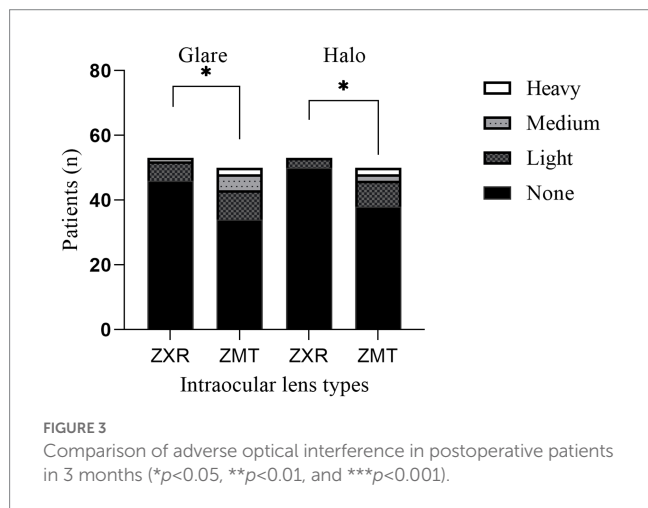 Glare Halo
* *
80
60
40
20
0
Patients (n)
Heavy
Medium
Light
None
ZXR ZMT ZXR ZMT
Intraocular lens types
FIGURE 3
Comparison of adverse optical interference in postoperative patients
in 3 months (*p<0.05, **p<0.01, and ***p<0.001).